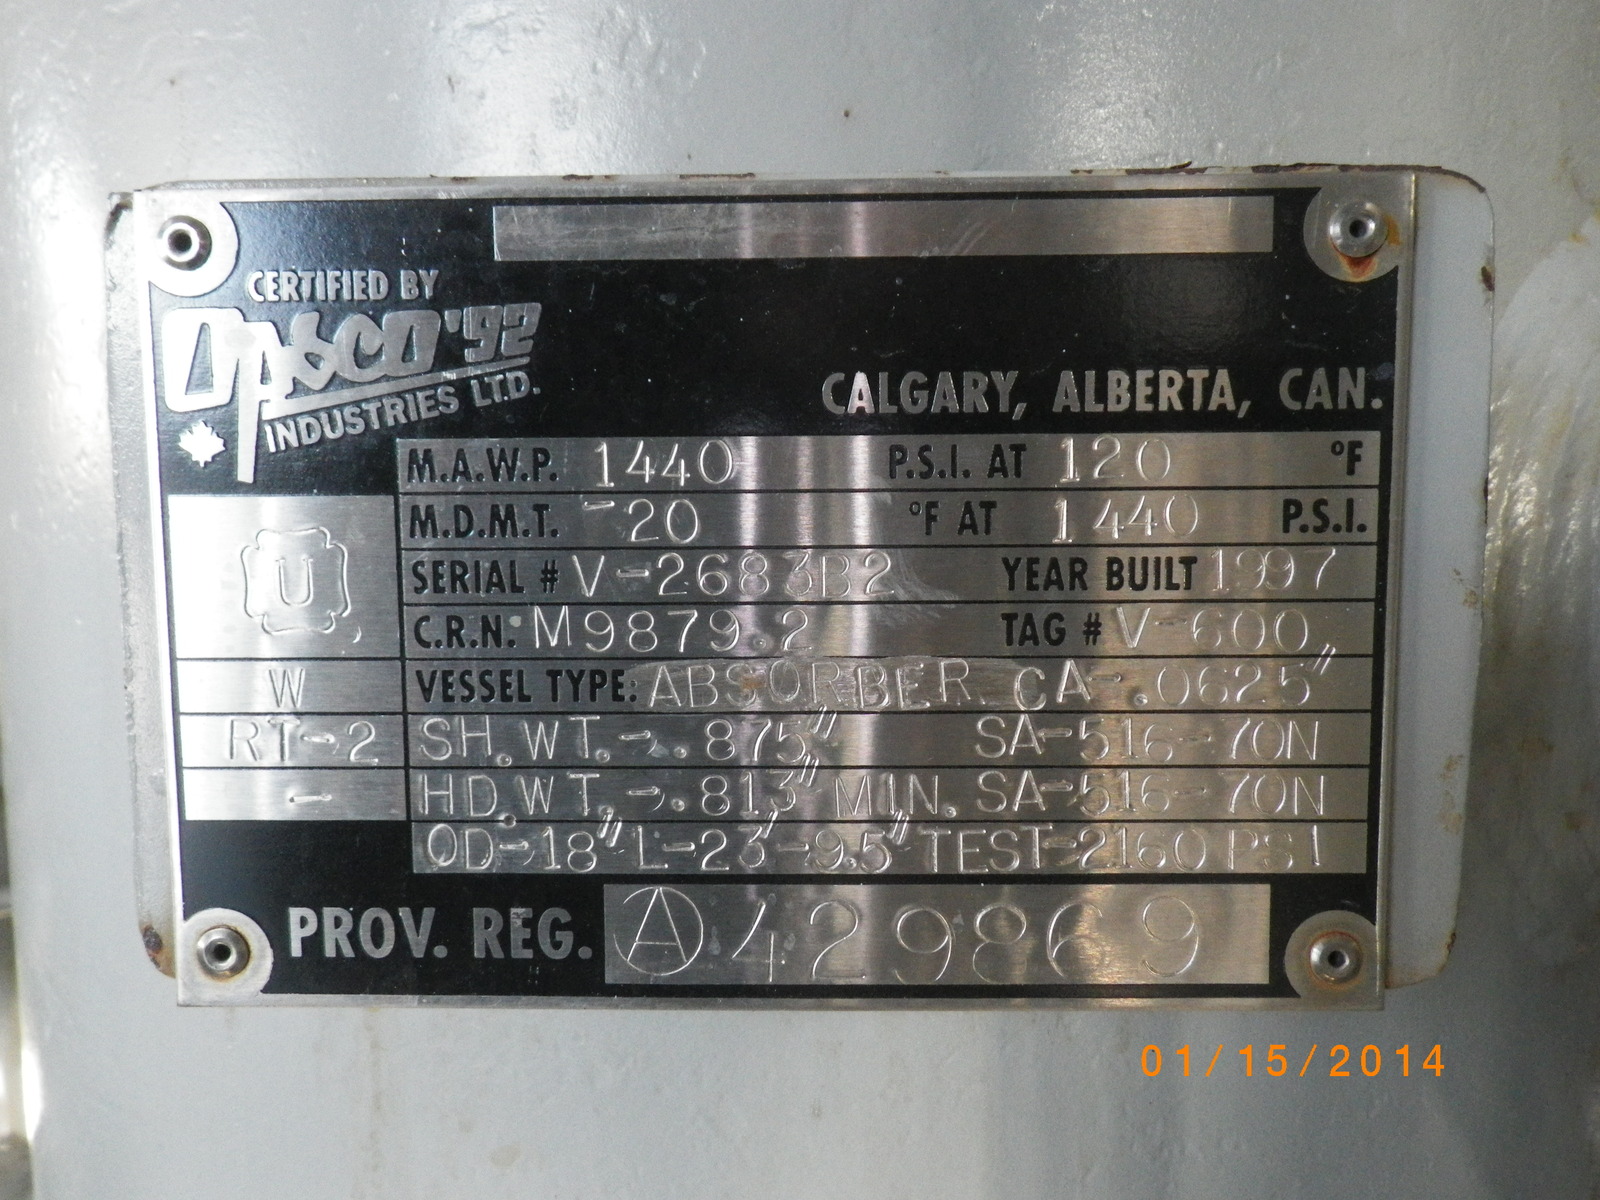 CERTIFIED BY
OPSCO '92
INDUSTRIES LTD.
CALGARY, ALBERTA, CAN.
M.A.W.P. 1440 P.S.I. AT 120 °F
M.D.M.T. -20 °F AT 1440 P.S.I.
U
SERIAL # V-2683B2 YEAR BUILT 1997
C.R.N. M9879.2 TAG # V-600
W
VESSEL TYPE: ABSORBER CA-.0625"
RT-2
SH.WT.-.875" SA-516-70N
-
HD.WT.-.813" MIN. SA-516-70N
OD-18" L-23'-9.5" TEST-2160 PSI
PROV. REG. A 429869
01/15/2014